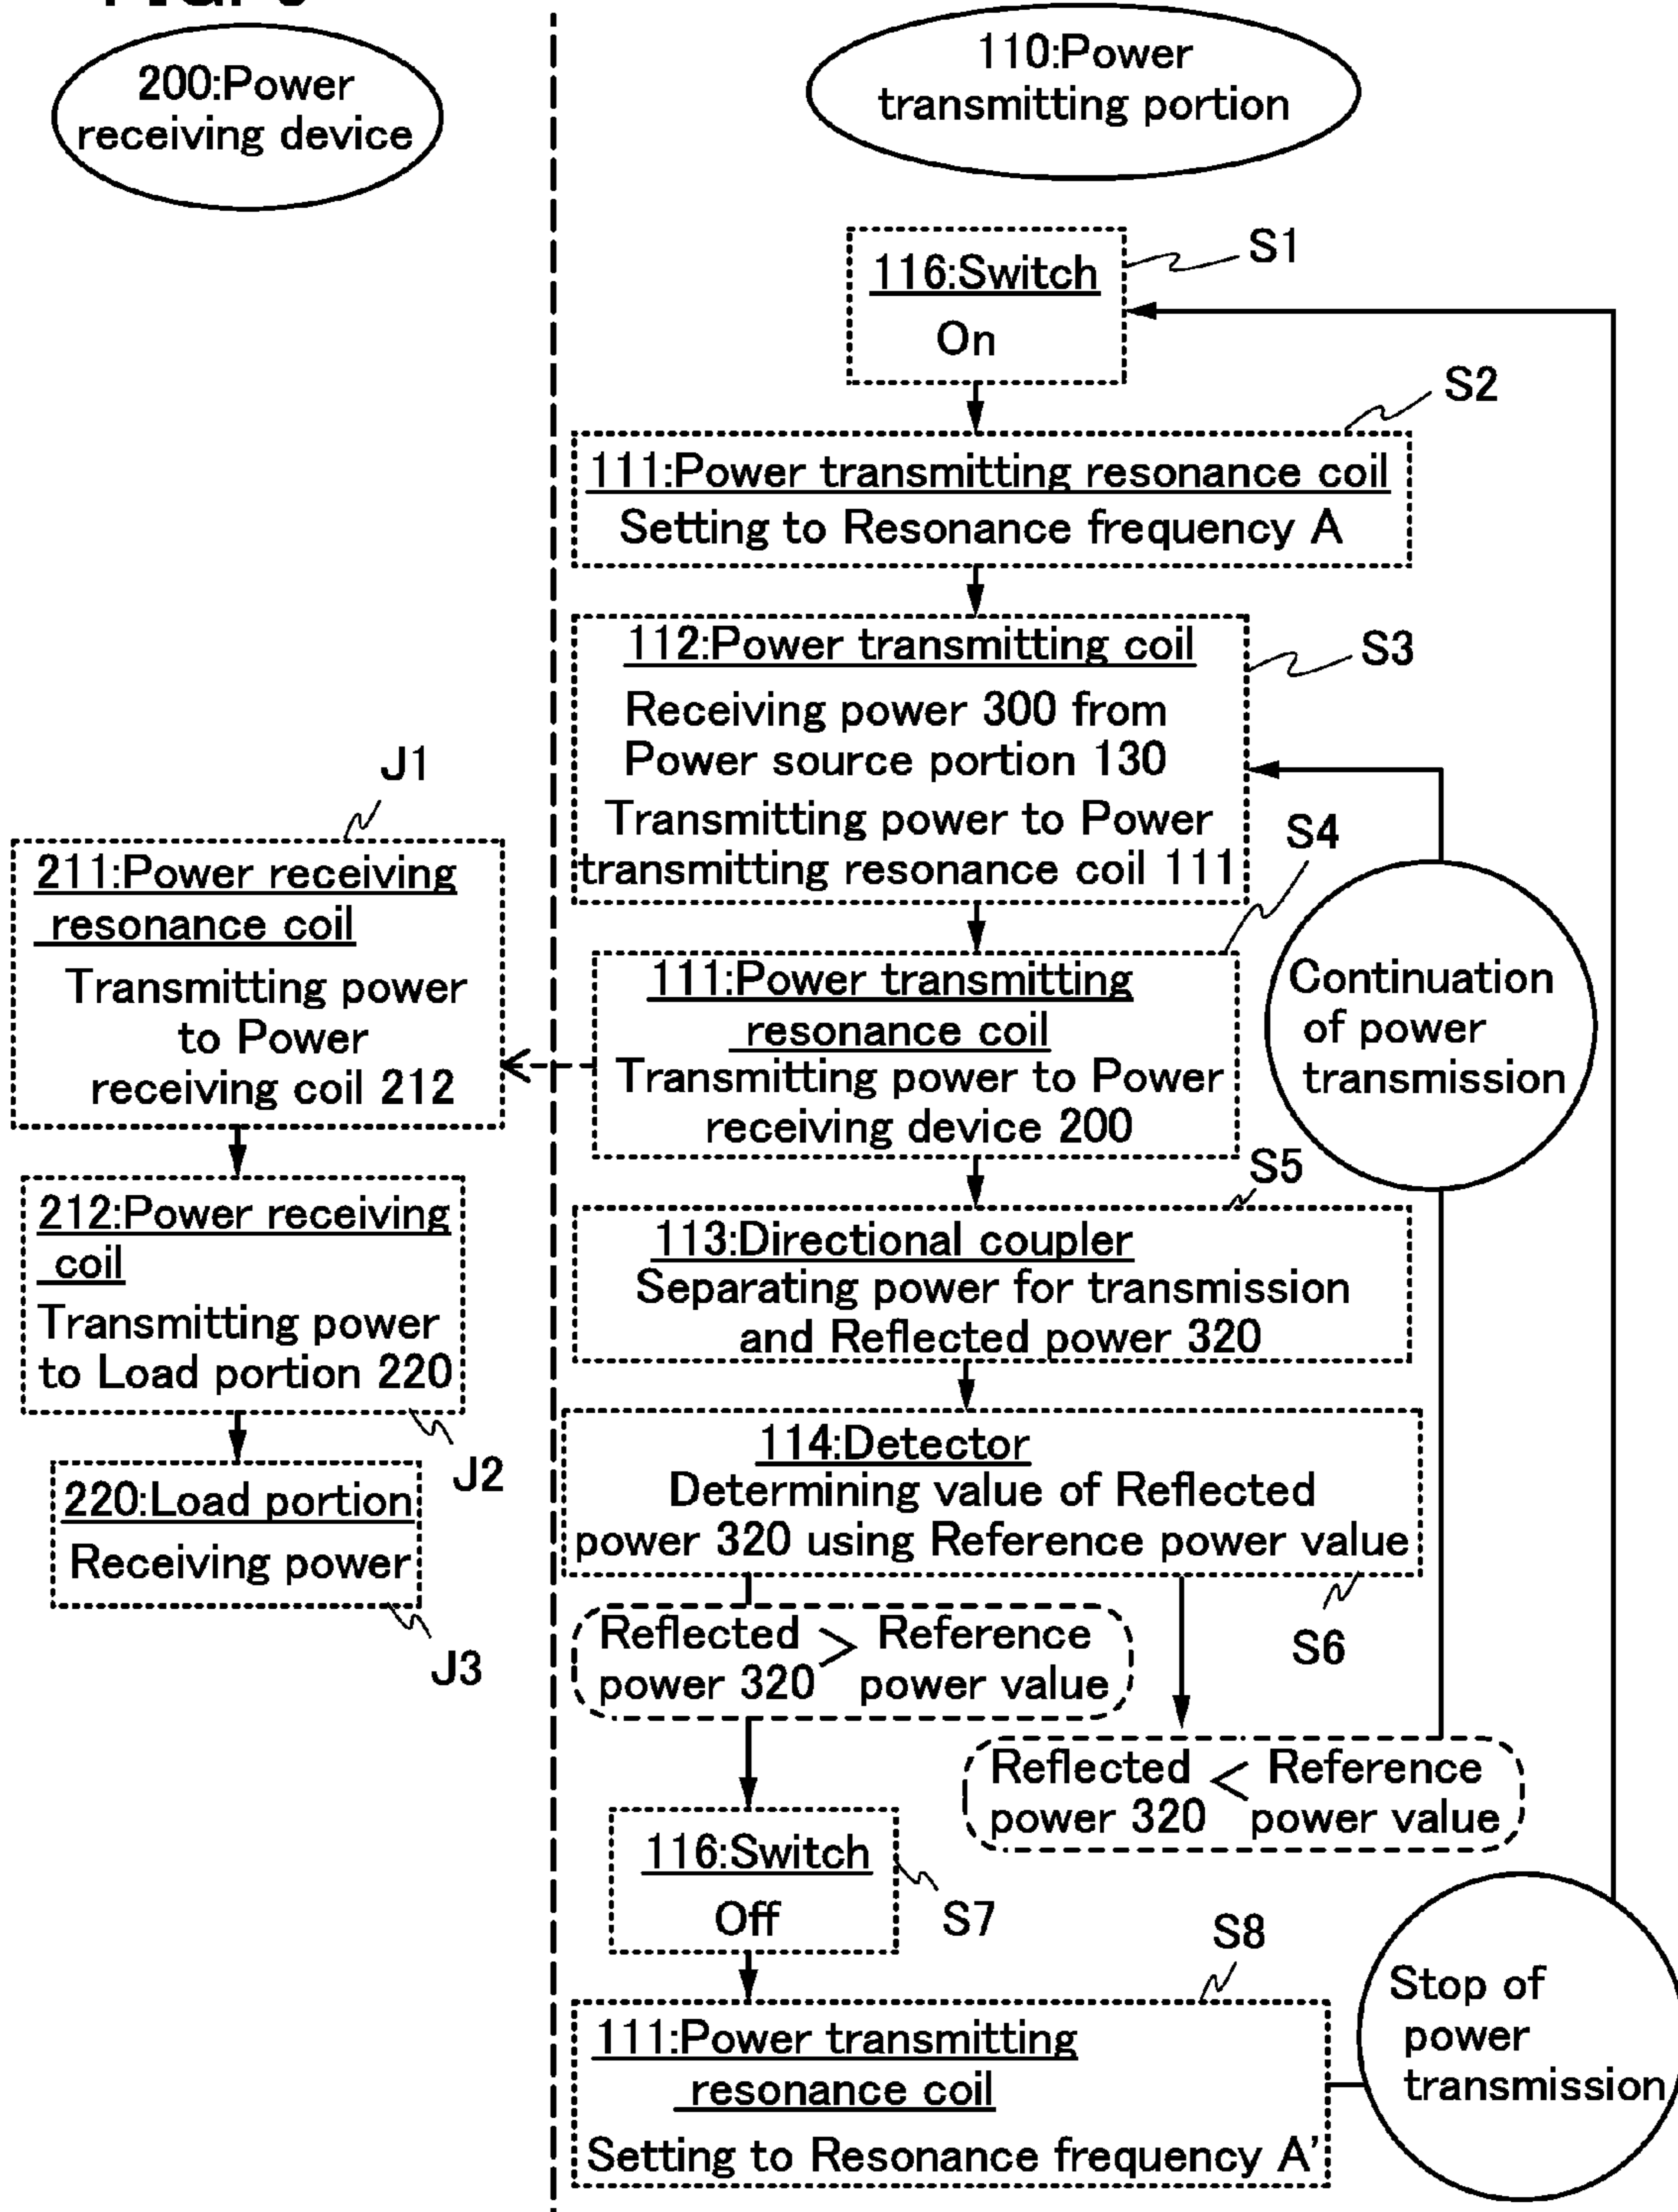 200:Power
receiving device
110:Power
transmitting portion
116:Switch
On
S1
S2
111:Power transmitting resonance coil
Setting to Resonance frequency A
112:Power transmitting coil
Receiving power 300 from
Power source portion 130
Transmitting power to Power
transmitting resonance coil 111
S3
J1
211:Power receiving
resonance coil
Transmitting power
to Power
receiving coil 212
S4
111:Power transmitting
resonance coil
Transmitting power to Power
receiving device 200
Continuation
of power
transmission
S5
212:Power receiving
coil
Transmitting power
to Load portion 220
J2
113:Directional coupler
Separating power for transmission
and Reflected power 320
220:Load portion
Receiving power
J3
114:Detector
Determining value of Reflected
power 320 using Reference power value
S6
Reflected > Reference
power 320 power value
Reflected < Reference
power 320 power value
116:Switch
Off
S7
S8
111:Power transmitting
resonance coil
Setting to Resonance frequency A'
Stop of
power
transmission